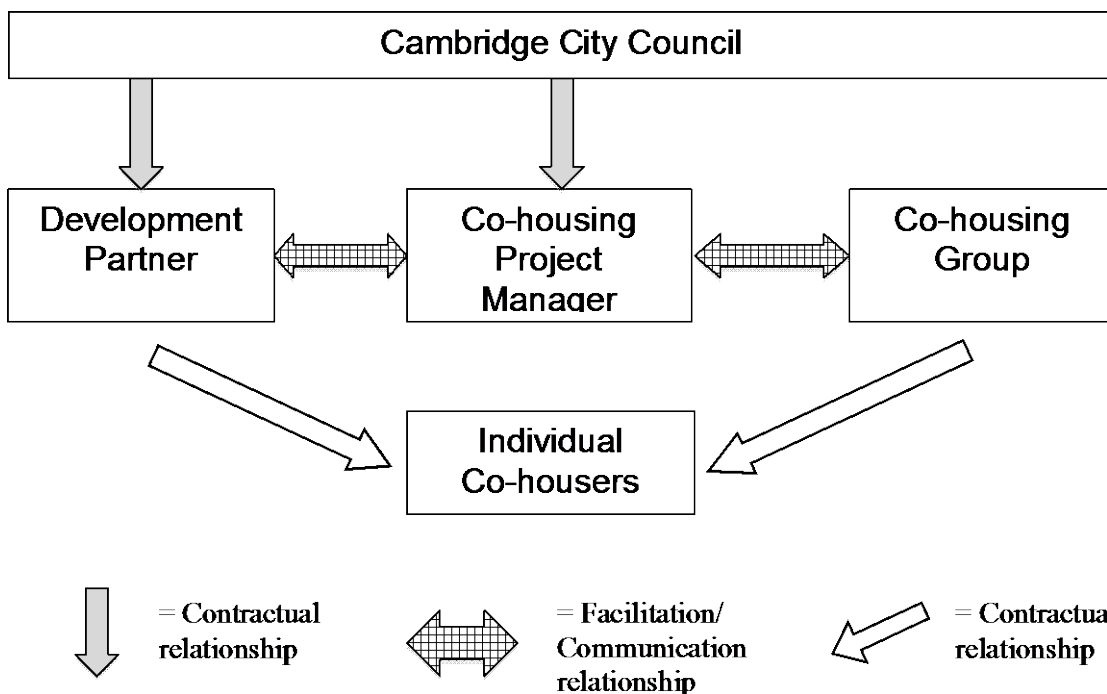 Cambridge City Council
Development
Partner
Co-housing
Project
Manager
Co-housing
Group
Individual
Co-housers
= Contractual
relationship
= Facilitation/
Communication
relationship
= Contractua
relationship